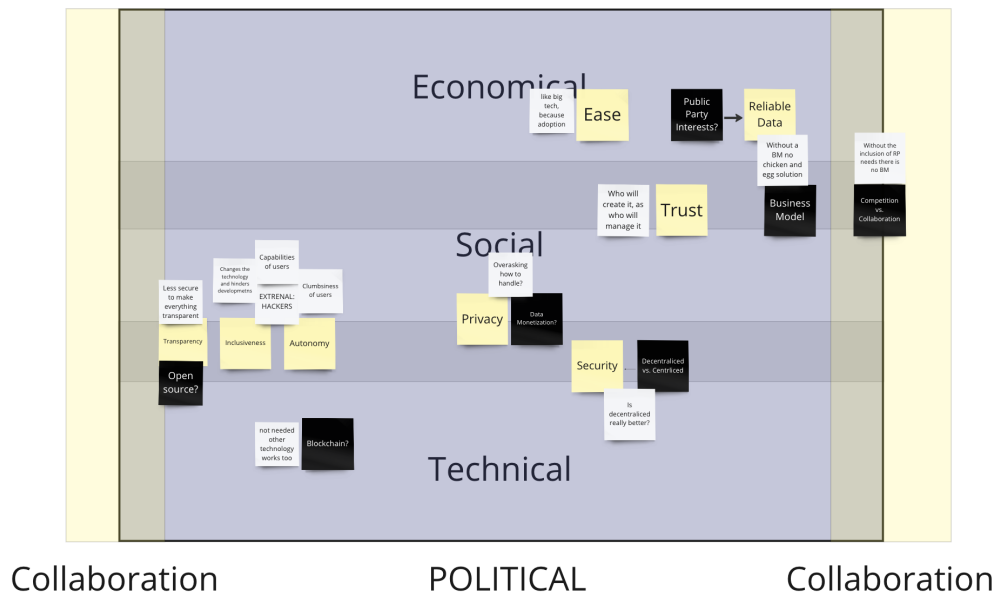 Economical
like big
tech,
because
adoption
Ease
Public
Party
Interests?
Reliable
Data
Without a
BM no
chicken and
egg solution
Without the
inclusion of RP
needs there is
no BM
Who will
create it, as
who will
manage it
Trust
Business
Model
Competition
vs.
Collaboration
Social
Capabilities
of users
Changes the
technology
and hinders
developmetns
EXTRENAL:
HACKERS
Clumbsiness
of users
Less secure
to make
everything
transparent
Overasking
how to
handle?
Transparency
Inclusiveness
Autonomy
Privacy
Data
Monetization?
Open
source?
Security
Decentraliced
vs. Centrliced
Is
decentraliced
really better?
not needed
other
technology
works too
Blockchain?
Technical
Collaboration
POLITICAL
Collaboration